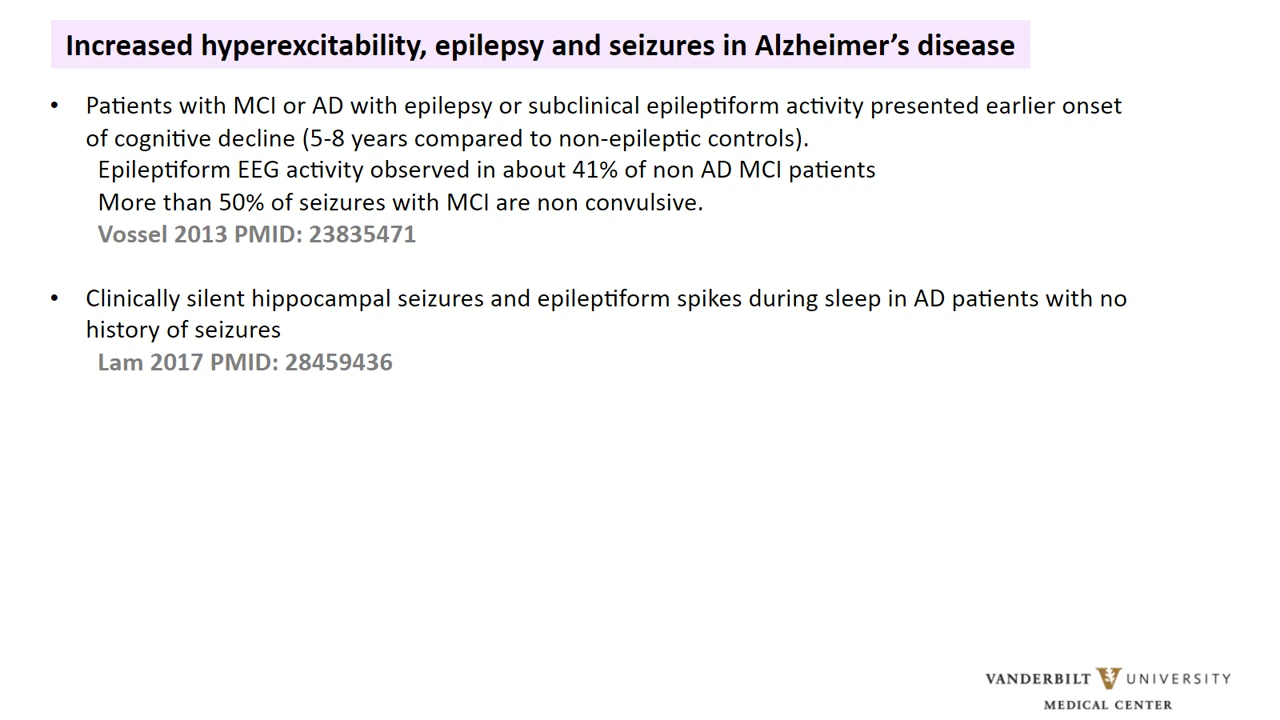 Increased hyperexcitability, epilepsy and seizures in Alzheimer’s disease
• Patients with MCI or AD with epilepsy or subclinical epileptiform activity presented earlier onset
of cognitive decline (5-8 years compared to non-epileptic controls).
Epileptiform EEG activity observed in about 41% of non AD MCI patients
More than 50% of seizures with MCI are non convulsive.
Vossel 2013 PMID: 23835471
• Clinically silent hippocampal seizures and epileptiform spikes during sleep in AD patients with no
history of seizures
Lam 2017 PMID: 28459436
VANDERBILT V UNIVERSITY
MEDICAL CENTER